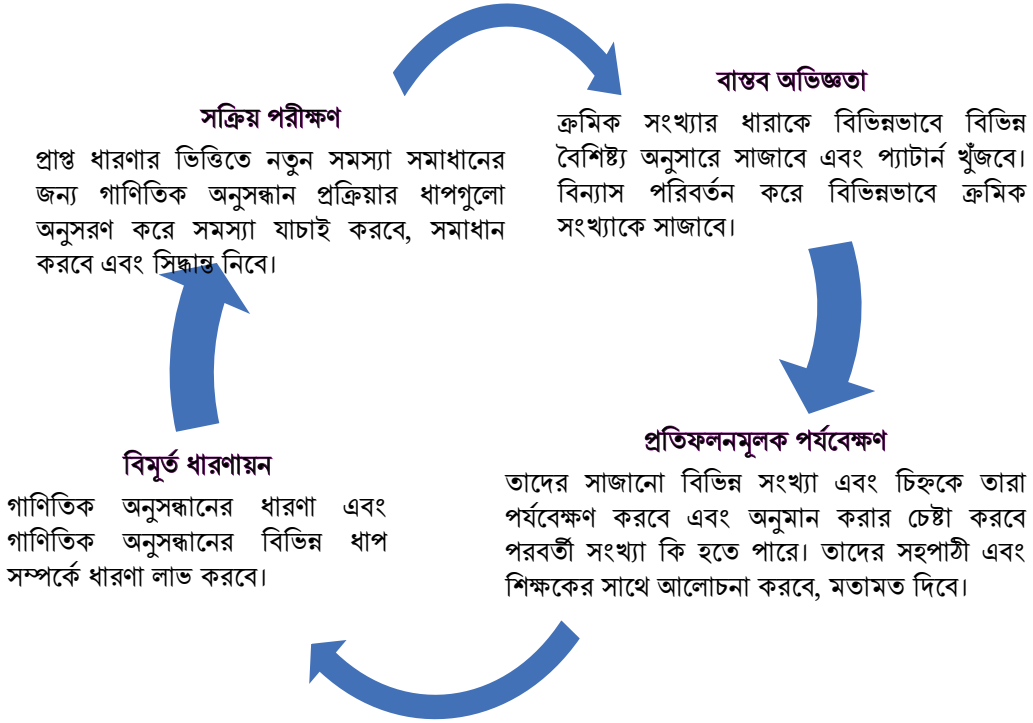 বাস্তব অভিজ্ঞতা
ক্রমিক সংখ্যার ধারাকে বিভিন্নভাবে বিভিন্ন
বৈশিষ্ট্য অনুসারে সাজাবে এবং প্যাটার্ন খুঁজবে।
বিন্যাস পরিবর্তন করে বিভিন্নভাবে ক্রমিক
সংখ্যাকে সাজাবে।
প্রতিফলনমূলক পর্যবেক্ষণ
তাদের সাজানো বিভিন্ন সংখ্যা এবং চিহ্নকে তারা
পর্যবেক্ষণ করবে এবং অনুমান করার চেষ্টা করবে
পরবর্তী সংখ্যা কি হতে পারে। তাদের সহপাঠী এবং
শিক্ষকের সাথে আলোচনা করবে, মতামত দিবে।
বিমূর্ত ধারণায়ন
গাণিতিক অনুসন্ধানের ধারণা এবং
গাণিতিক অনুসন্ধানের বিভিন্ন ধাপ
সম্পর্কে ধারণা লাভ করবে।
সক্রিয় পরীক্ষণ
প্রাপ্ত ধারণার ভিত্তিতে নতুন সমস্যা সমাধানের
জন্য গাণিতিক অনুসন্ধান প্রক্রিয়ার ধাপগুলো
অনুসরণ করে সমস্যা যাচাই করবে, সমাধান
করবে এবং সিদ্ধান্ত নিবে।